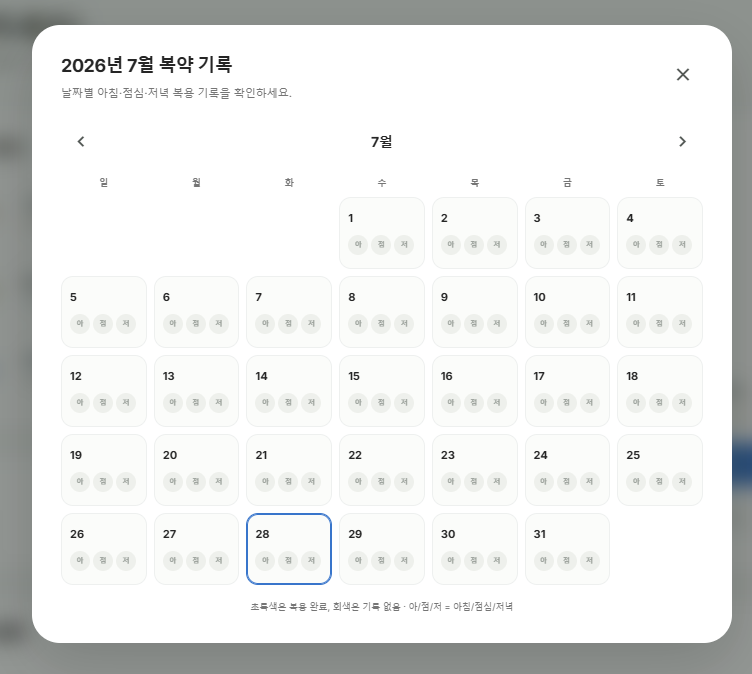 2026년 7월 복약 기록
날짜별 아침·점심·저녁 복용 기록을 확인하세요.
7월
일 월 화 수 목 금 토
1 2 3 4
아 점 저 아 점 저 아 점 저 아 점 저
5 6 7 8 9 10 11
아 점 저 아 점 저 아 점 저 아 점 저 아 점 저 아 점 저 아 점 저
12 13 14 15 16 17 18
아 점 저 아 점 저 아 점 저 아 점 저 아 점 저 아 점 저 아 점 저
19 20 21 22 23 24 25
아 점 저 아 점 저 아 점 저 아 점 저 아 점 저 아 점 저 아 점 저
26 27 28 29 30 31
아 점 저 아 점 저 아 점 저 아 점 저 아 점 저 아 점 저
초록색은 복용 완료, 회색은 기록 없음 · 아/점/저 = 아침/점심/저녁